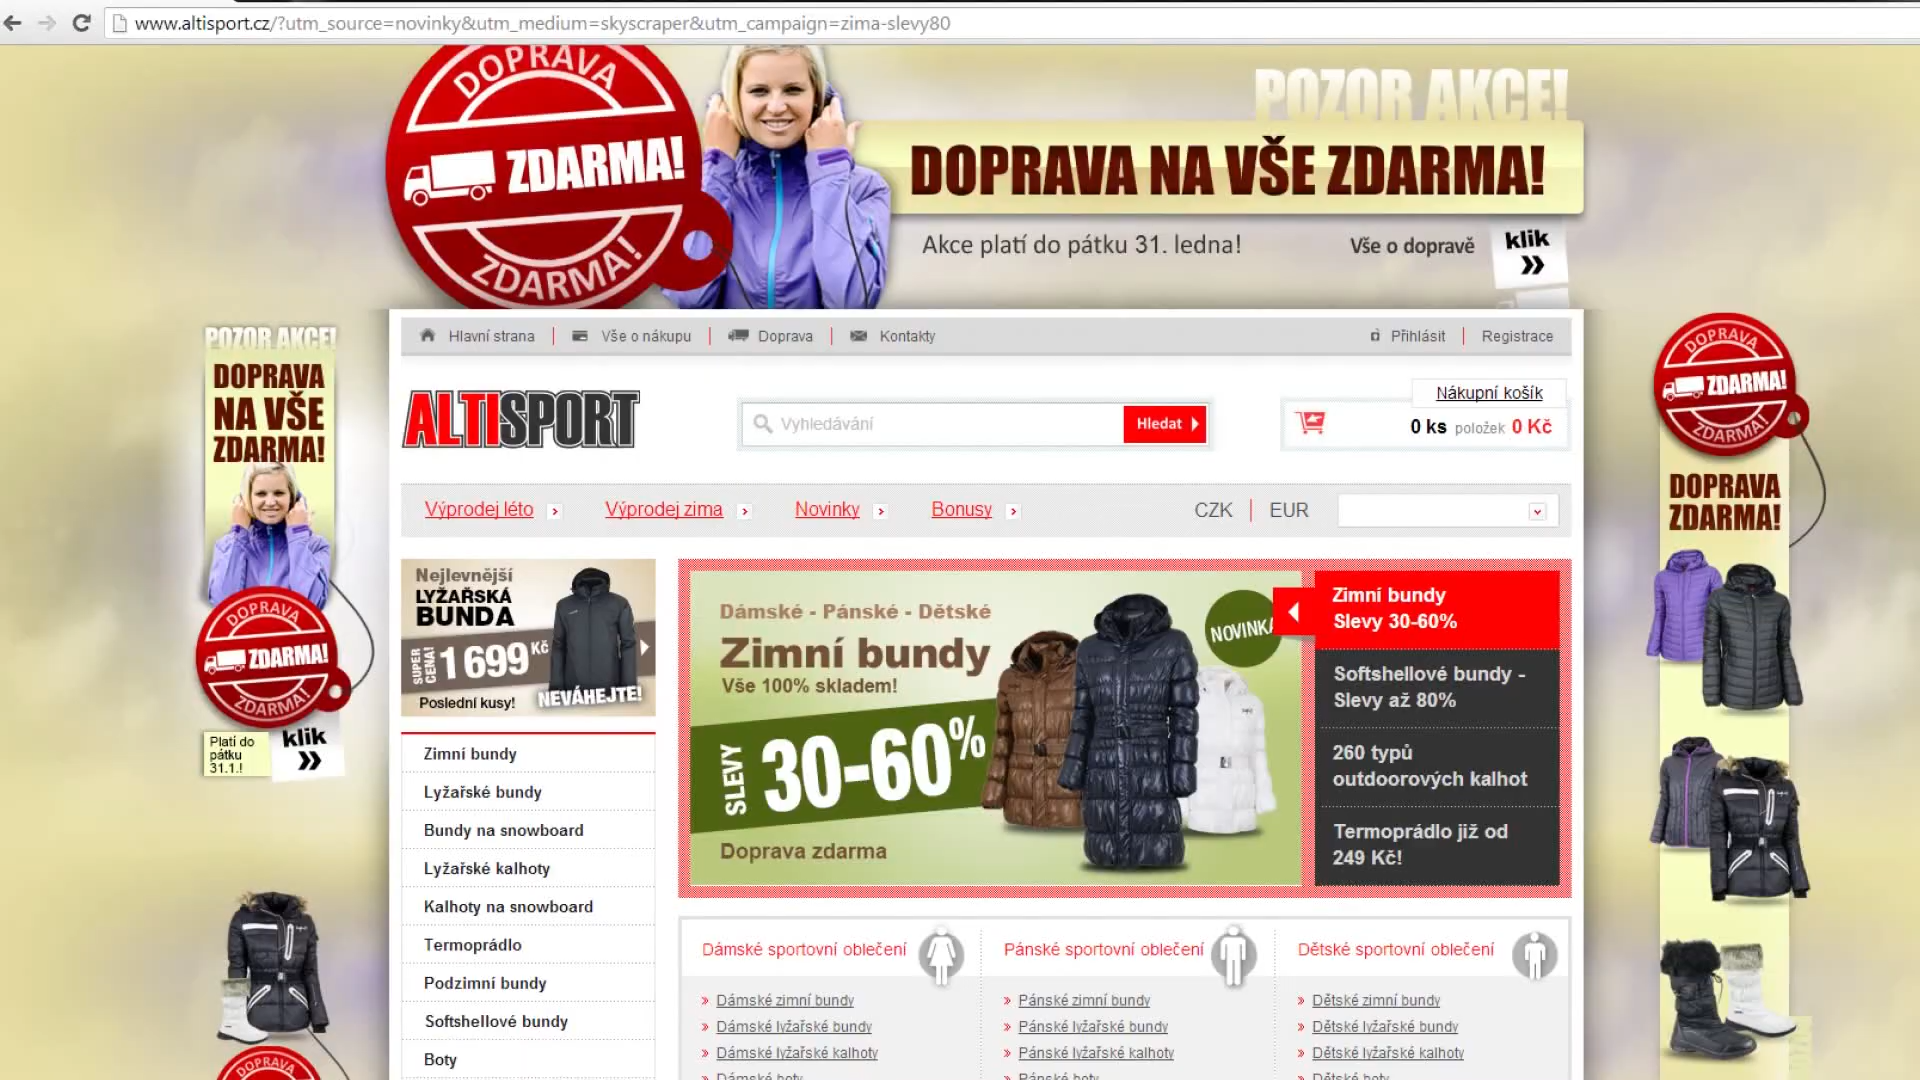 www.altisport.cz/?utm_source=novinky&utm_medium=skyscraper&utm_campaign=zima-slevy80
DOPRAVA
ZDARMA!
ZDARMA!
POZOR AKCE!
DOPRAVA NA VŠE ZDARMA!
Akce platí do pátku 31. ledna!
Vše o dopravě
klik
»
Hlavní strana
Vše o nákupu
Doprava
Kontakty
Přihlásit
Registrace
ALTISPORT
Vyhledávání
Hledat
Nákupní košík
0 ks položek 0 Kč
Výprodej léto
Výprodej zima
Novinky
Bonusy
CZK
EUR
POZOR AKCE!
DOPRAVA
NA VŠE
ZDARMA!
DOPRAVA
ZDARMA!
ZDARMA!
Platí do
pátku
31.1.!
klik
»
DOPRAVA
Nejlevnější
LYŽAŘSKÁ
BUNDA
SUPER
CENA!
1 699 Kč
Poslední kusy!
NEVÁHEJTE!
Zimní bundy
Lyžařské bundy
Bundy na snowboard
Lyžařské kalhoty
Kalhoty na snowboard
Termoprádlo
Podzimní bundy
Softshellové bundy
Boty
Dámské - Pánské - Dětské
Zimní bundy
Vše 100% skladem!
SLEVY
30-60%
Doprava zdarma
Zimní bundy
Slevy 30-60%
Softshellové bundy -
Slevy až 80%
260 typů
outdoorových kalhot
Termoprádlo již od
249 Kč!
Dámské sportovní oblečení
» Dámské zimní bundy
» Dámské lyžařské bundy
» Dámské lyžařské kalhoty
Dámské boty
Pánské sportovní oblečení
» Pánské zimní bundy
» Pánské lyžařské bundy
» Pánské lyžařské kalhoty
Pánské boty
Dětské sportovní oblečení
» Dětské zimní bundy
» Dětské lyžařské bundy
» Dětské lyžařské kalhoty
Dětské boty
DOPRAVA
ZDARMA!
ZDARMA!
DOPRAVA
ZDARMA!